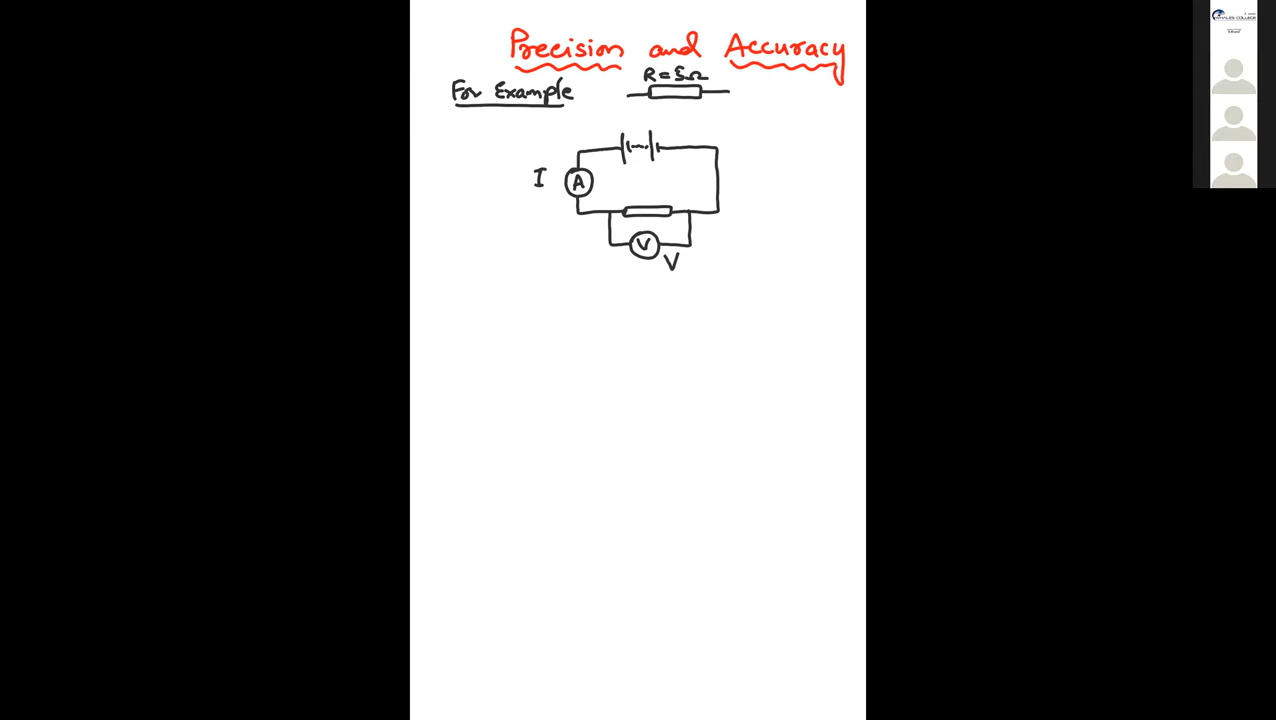 Precision and Accuracy
R = 5Ω
For Example
I
A
V
V